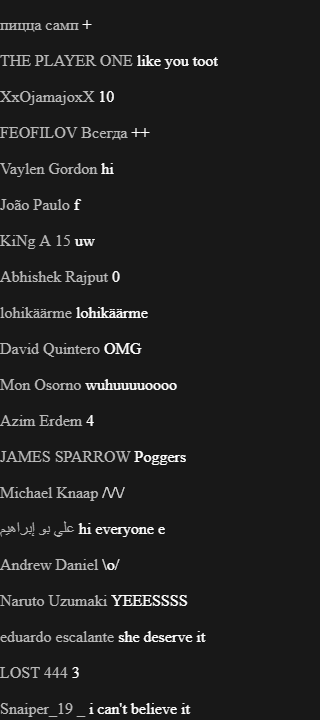 пицца самп +
THE PLAYER ONE like you toot
XxOjamajoxX 10
FEOFILOV Всегда ++
Vaylen Gordon hi
João Paulo f
KiNg A 15 uw
Abhishek Rajput 0
lohikäärme lohikäärme
David Quintero OMG
Mon Osorno wuhuuuuoooo
Azim Erdem 4
JAMES SPARROW Poggers
Michael Knaap /\/\/
علي بو إبراهيم hi everyone e
Andrew Daniel \o/
Naruto Uzumaki YEEESSSS
eduardo escalante she deserve it
LOST 444 3
Snaiper_19 _ i can't believe it